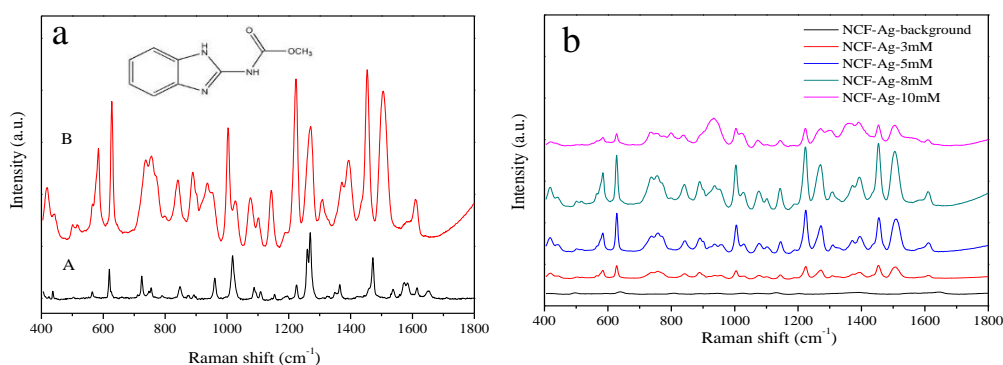 a
H
N
O
O
CH₃
NH
N
B
A
Intensity (a.u.)
400 600 800 1000 1200 1400 1600 1800
Raman shift (cm⁻¹)
b
NCF-Ag-background
NCF-Ag-3mM
NCF-Ag-5mM
NCF-Ag-8mM
NCF-Ag-10mM
Intensity (a.u.)
400 600 800 1000 1200 1400 1600 1800
Raman shift (cm⁻¹)